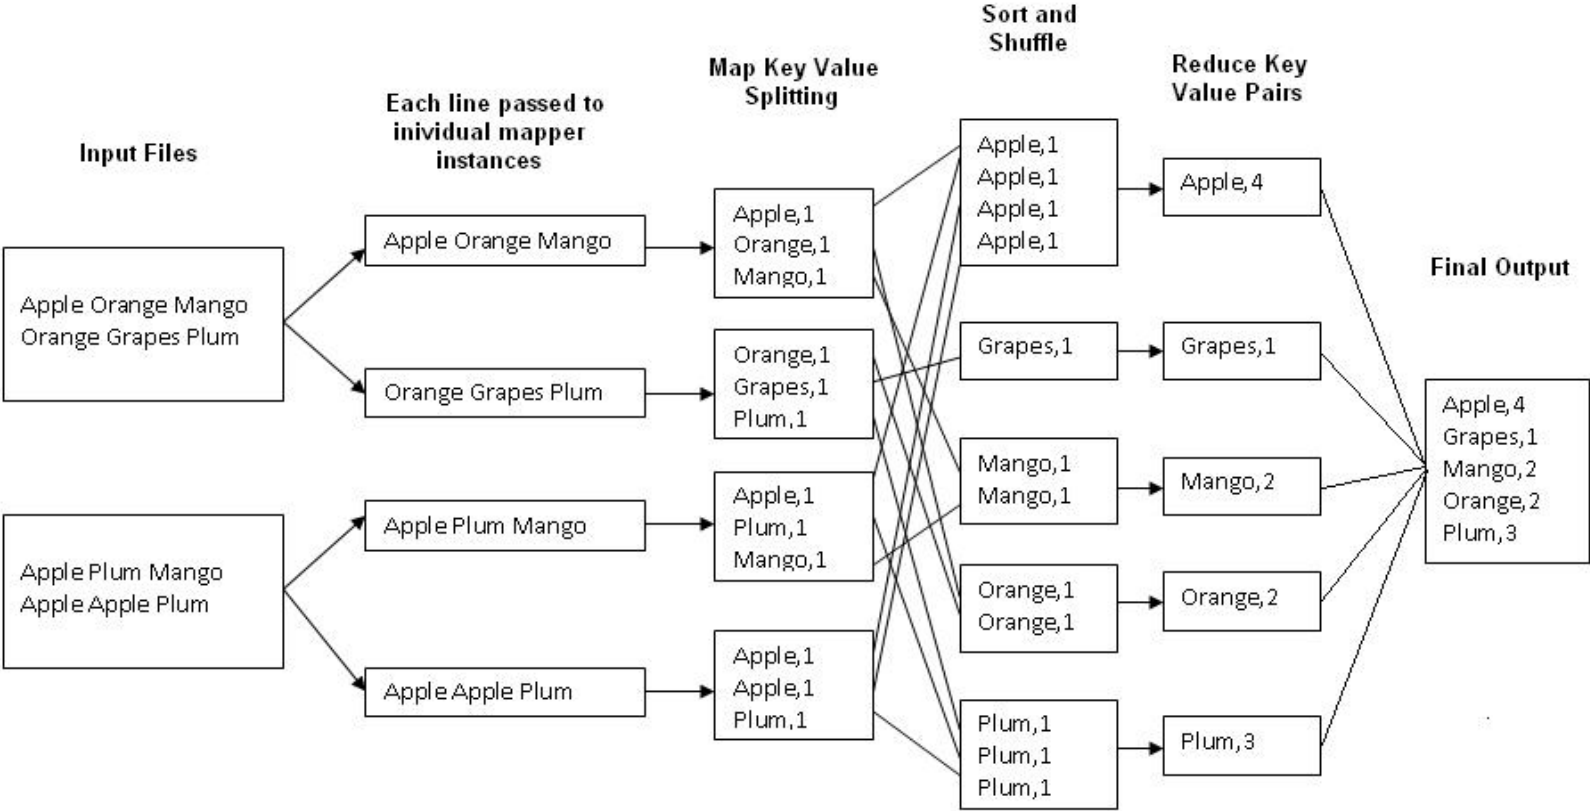 Input Files
Apple Orange Mango
Orange Grapes Plum
Apple Plum Mango
Apple Apple Plum
Each line passed to
inividual mapper
instances
Apple Orange Mango
Orange Grapes Plum
Apple Plum Mango
Apple Apple Plum
Map Key Value
Splitting
Apple,1
Orange,1
Mango,1
Orange,1
Grapes,1
Plum,1
Apple,1
Plum,1
Mango,1
Apple,1
Apple,1
Plum,1
Sort and
Shuffle
Apple,1
Apple,1
Apple,1
Apple,1
Grapes,1
Mango,1
Mango,1
Orange,1
Orange,1
Plum,1
Plum,1
Plum,1
Reduce Key
Value Pairs
Apple,4
Grapes,1
Mango,2
Orange,2
Plum,3
Final Output
Apple,4
Grapes,1
Mango,2
Orange,2
Plum,3